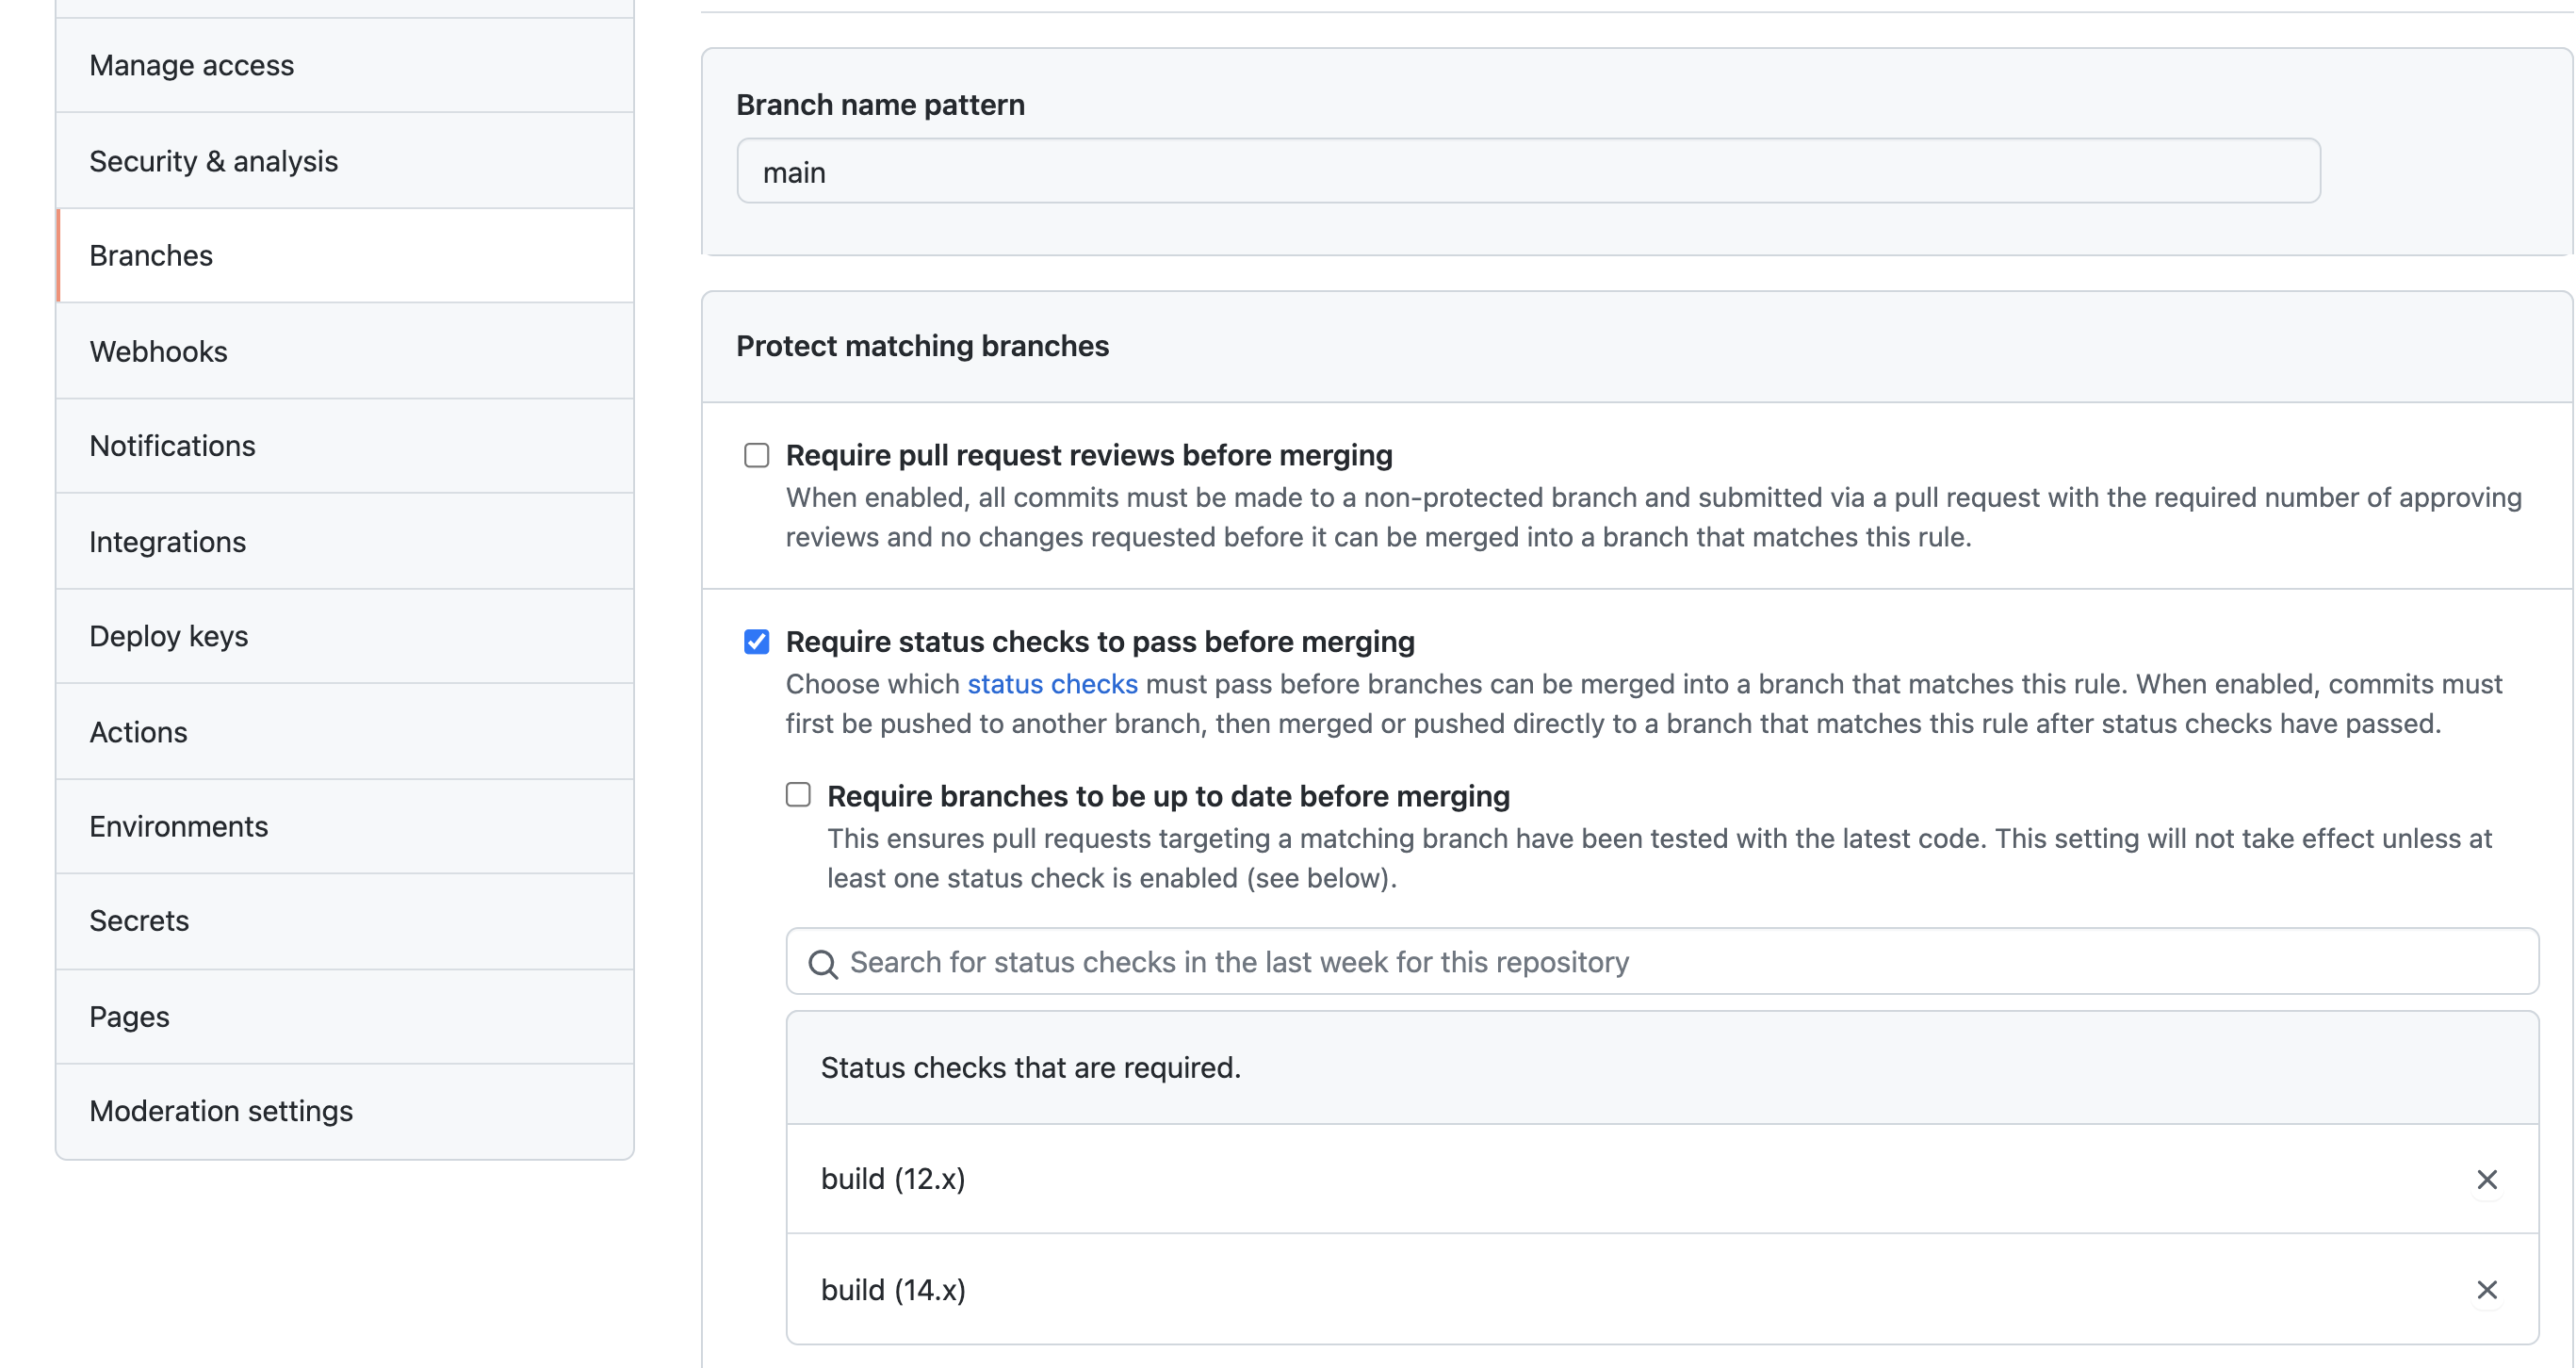 Manage access
Security & analysis
Branches
Webhooks
Notifications
Integrations
Deploy keys
Actions
Environments
Secrets
Pages
Moderation settings
Branch name pattern
main
Protect matching branches
Require pull request reviews before merging
When enabled, all commits must be made to a non-protected branch and submitted via a pull request with the required number of approving
reviews and no changes requested before it can be merged into a branch that matches this rule.
Require status checks to pass before merging
Choose which status checks must pass before branches can be merged into a branch that matches this rule. When enabled, commits must
first be pushed to another branch, then merged or pushed directly to a branch that matches this rule after status checks have passed.
Require branches to be up to date before merging
This ensures pull requests targeting a matching branch have been tested with the latest code. This setting will not take effect unless at
least one status check is enabled (see below).
Search for status checks in the last week for this repository
Status checks that are required.
build (12.x)
build (14.x)